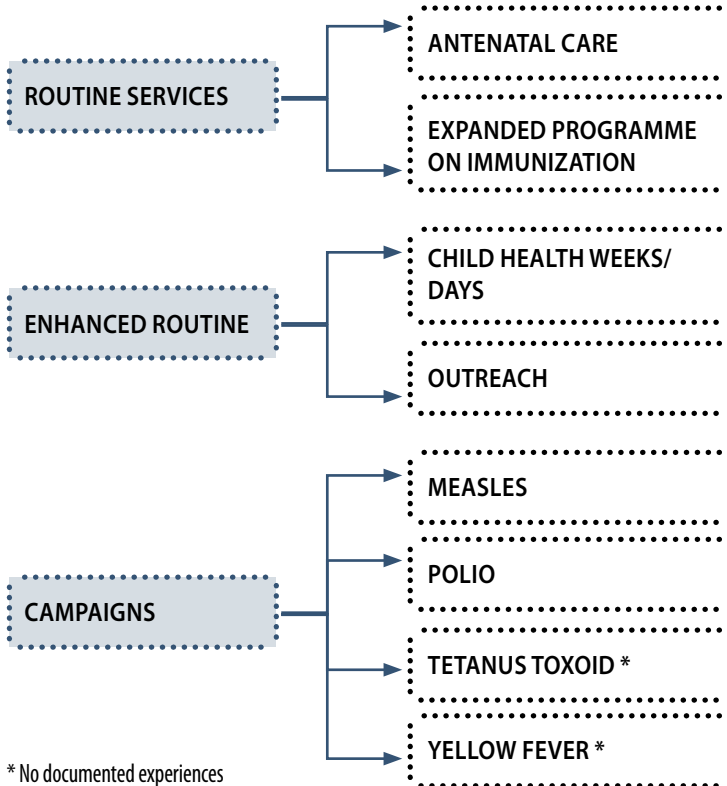 ROUTINE SERVICES
ANTENATAL CARE
EXPANDED PROGRAMME
ON IMMUNIZATION
ENHANCED ROUTINE
CHILD HEALTH WEEKS/
DAYS
OUTREACH
CAMPAIGNS
MEASLES
POLIO
TETANUS TOXOID *
YELLOW FEVER *
* No documented experiences